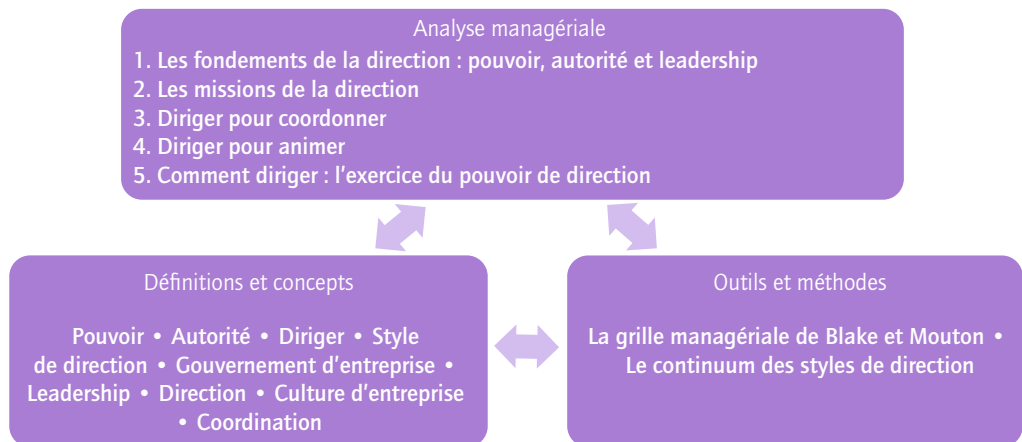 Analyse managériale
1. Les fondements de la direction : pouvoir, autorité et leadership
2. Les missions de la direction
3. Diriger pour coordonner
4. Diriger pour animer
5. Comment diriger : l'exercice du pouvoir de direction
Définitions et concepts
Pouvoir • Autorité • Diriger • Style
de direction • Gouvernement d'entreprise •
Leadership • Direction • Culture d'entreprise
• Coordination
Outils et méthodes
La grille managériale de Blake et Mouton •
Le continuum des styles de direction